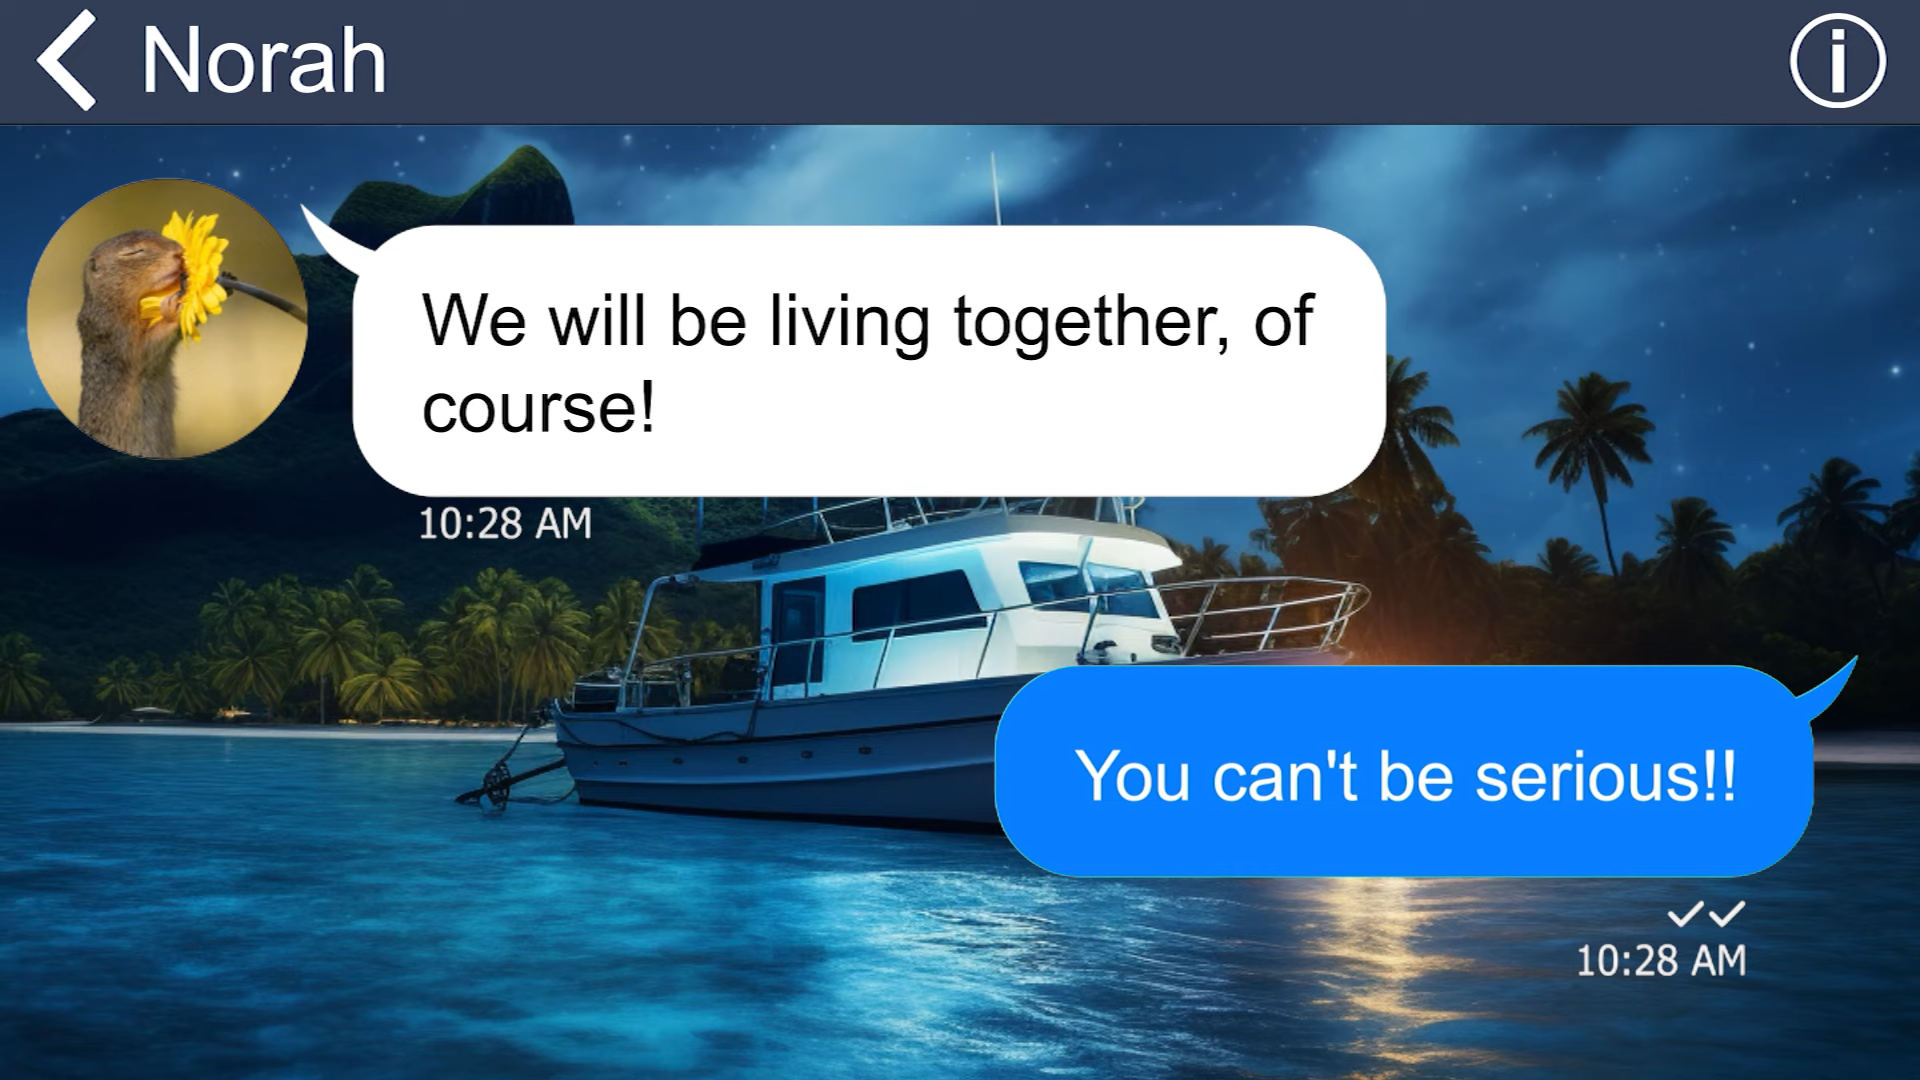 Norah
We will be living together, of
course!
10:28 AM
You can't be serious!!
10:28 AM